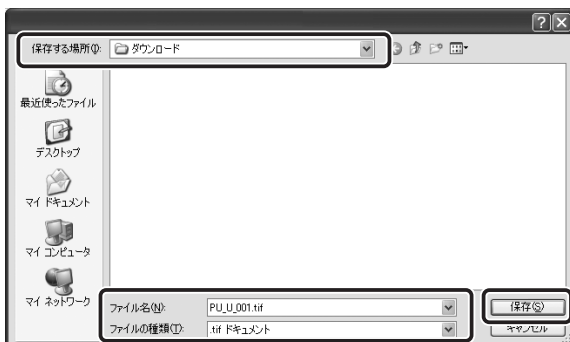 保存する場所(I): ダウンロード
最近使ったファイル
デスクトップ
マイ ドキュメント
マイ コンピュータ
マイ ネットワーク
ファイル名(N): PU_U_001.tif 保存(S)
ファイルの種類(T): .tif ドキュメント キャンセル